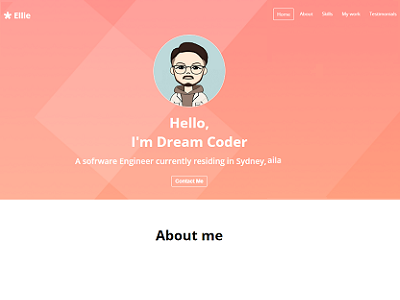 Ellie
Home About Skills My work Testimonials
Hello,
I'm Dream Coder
A sofrware Engineer currently residing in Sydney, alla
Contact Me
About me